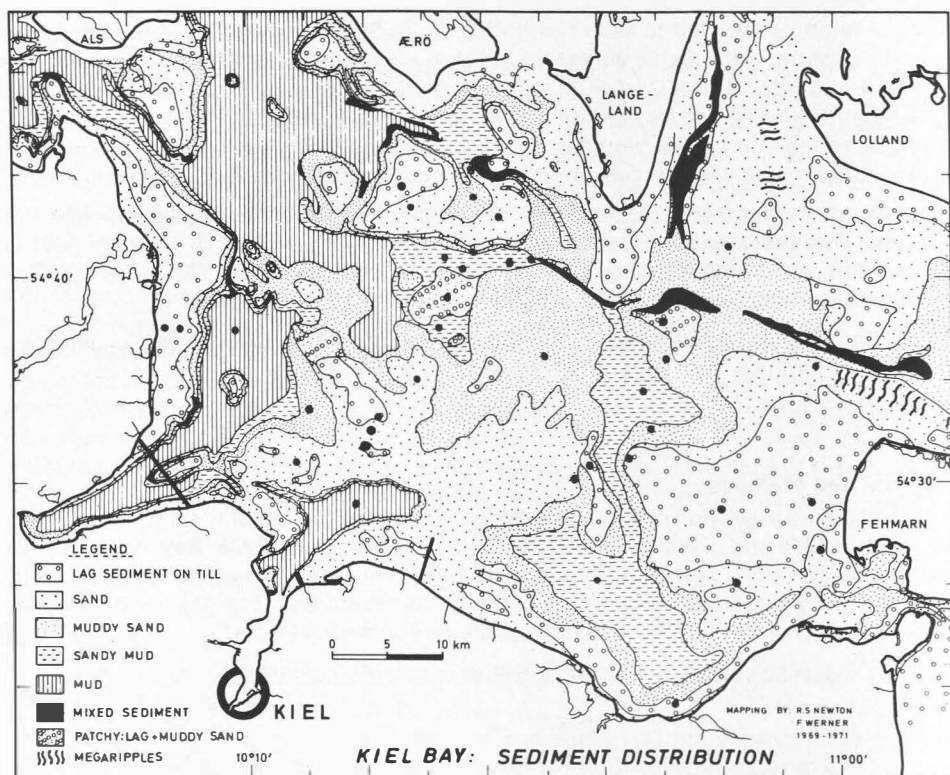 ALS
ÆRÖ
LANGE-
LAND
LOLLAND
54°40'
54°30'
FEHMARN
LEGEND
LAG SEDIMENT ON TILL
SAND
MUDDY SAND
SANDY MUD
MUD
MIXED SEDIMENT
PATCHY: LAG + MUDDY SAND
MEGARIPPLES
0 5 10 km
KIEL
MAPPING BY: R.S NEWTON
F WERNER
1969-1971
KIEL BAY: SEDIMENT DISTRIBUTION
10°10'
11°00'